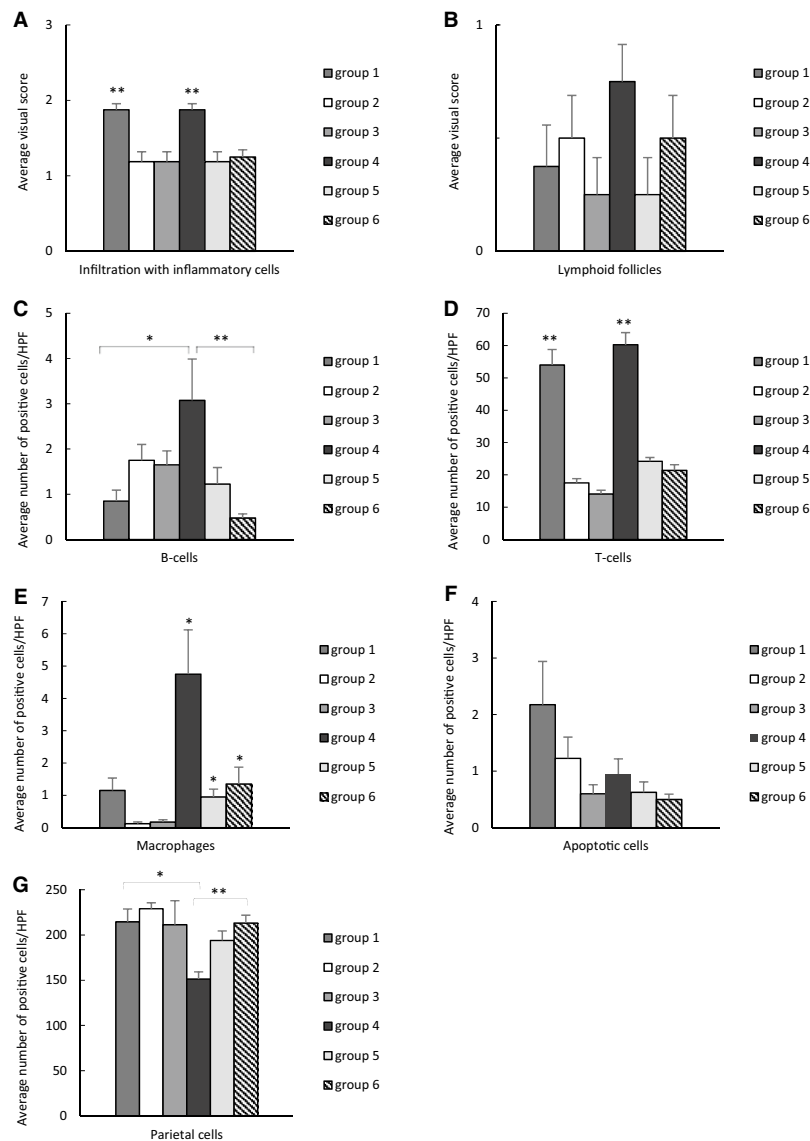 A
Average visual score
3
2
1
0
**
**
Infiltration with inflammatory cells
group 1
group 2
group 3
group 4
group 5
group 6
B
Average visual score
1
0
Lymphoid follicles
group 1
group 2
group 3
group 4
group 5
group 6
C
Average number of positive cells/HPF
5
4
3
2
1
0
*
**
B-cells
group 1
group 2
group 3
group 4
group 5
group 6
D
Average number of positive cells/HPF
70
60
50
40
30
20
10
0
**
**
T-cells
group 1
group 2
group 3
group 4
group 5
group 6
E
Average number of positive cells/HPF
7
6
5
4
3
2
1
0
*
*
*
Macrophages
group 1
group 2
group 3
group 4
group 5
group 6
F
Average number of positive cells/HPF
4
3
2
1
0
Apoptotic cells
group 1
group 2
group 3
group 4
group 5
group 6
G
Average number of positive cells/HPF
250
200
150
100
50
0
*
**
Parietal cells
group 1
group 2
group 3
group 4
group 5
group 6